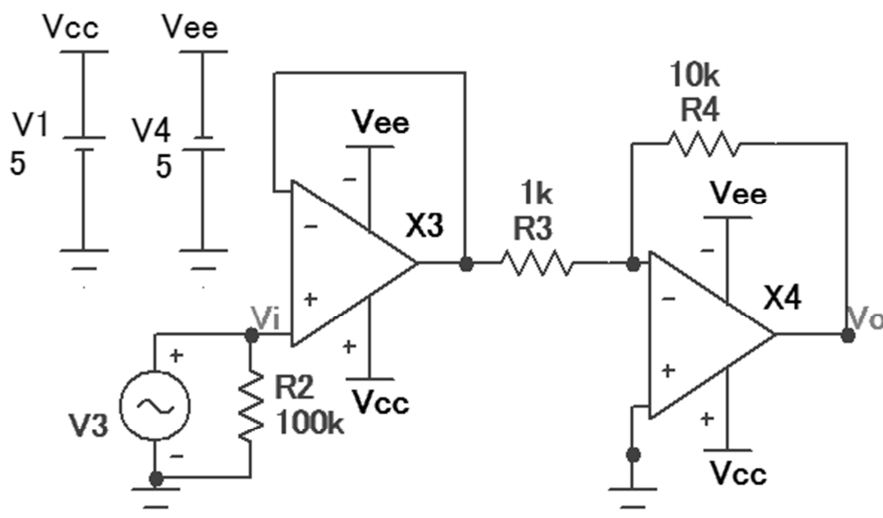 Vcc
Vee
V1
5
V4
5
Vee
−
−
X3
+
+
Vcc
Vi
+
V3
−
R2
100k
1k
R3
10k
R4
Vee
−
−
X4
+
+
Vcc
Vo